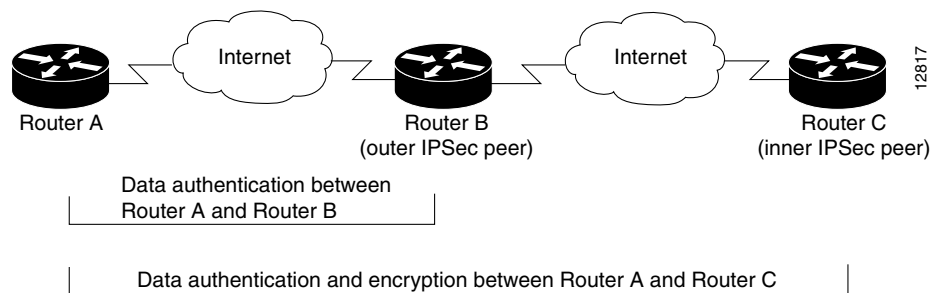 Internet
Internet
12817
Router A
Router B
(outer IPSec peer)
Router C
(inner IPSec peer)
Data authentication between
Router A and Router B
Data authentication and encryption between Router A and Router C